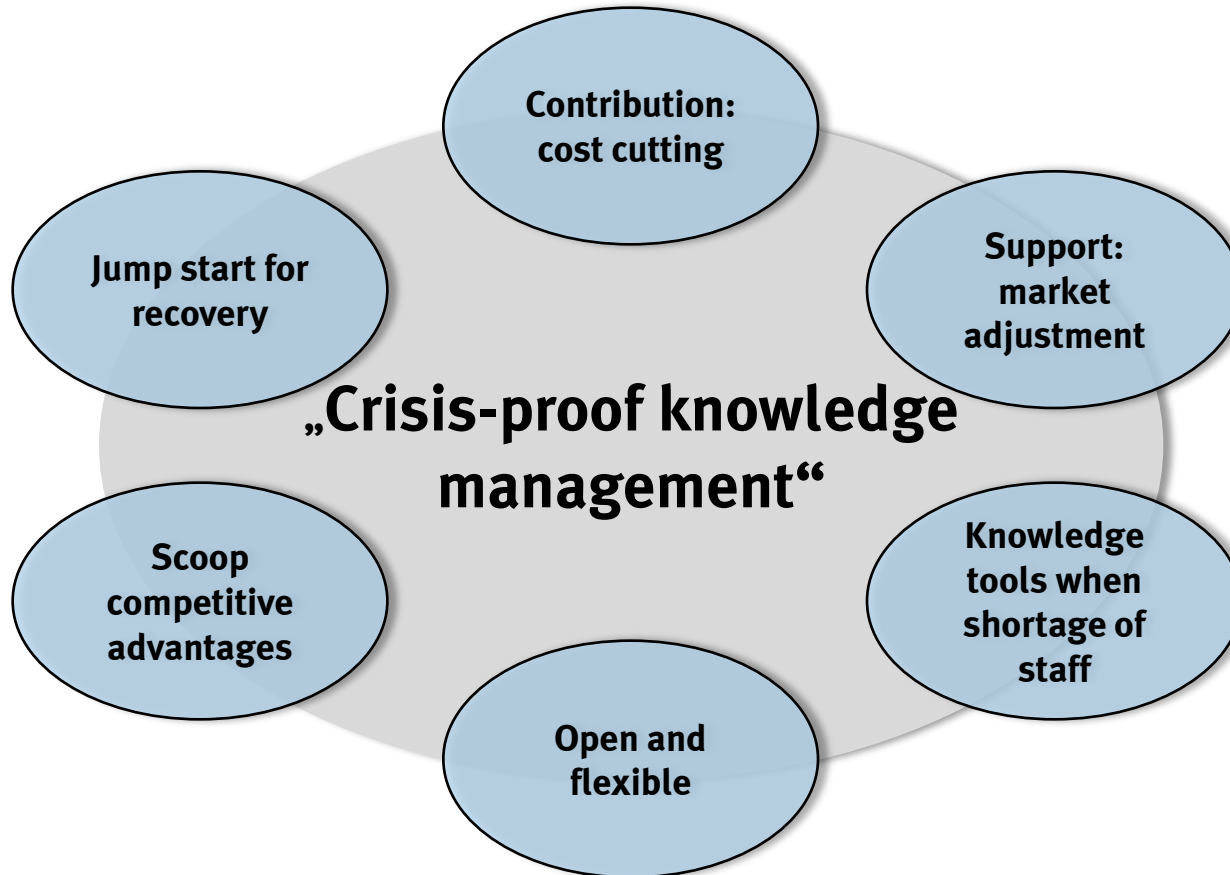 Contribution:
cost cutting
Jump start for
recovery
Support:
market
adjustment
„Crisis-proof knowledge
management“
Scoop
competitive
advantages
Knowledge
tools when
shortage of
staff
Open and
flexible